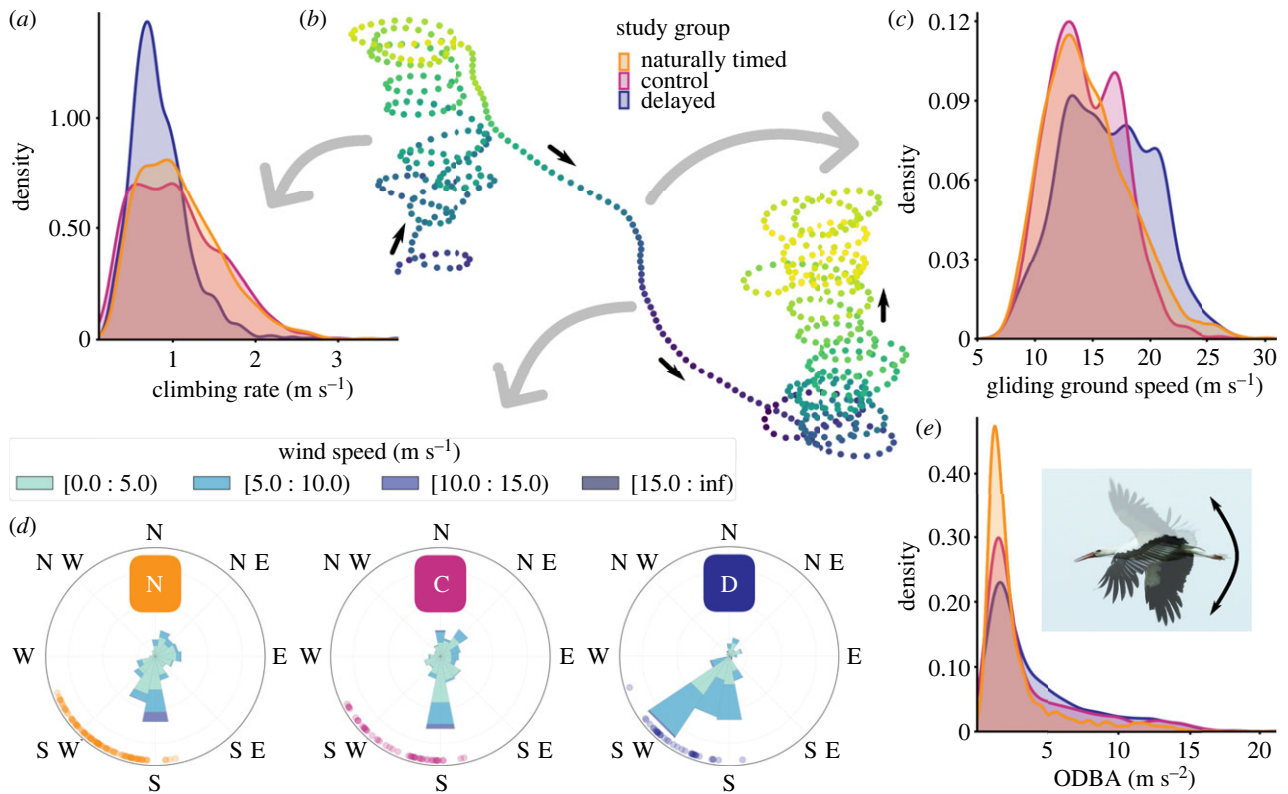 (a)
1.00
0.50
0
density
1
2
3
climbing rate (m s⁻¹)
(b)
study group
naturally timed
control
delayed
(c)
0.12
0.09
0.06
0.03
0
density
5
10
15
20
25
30
gliding ground speed (m s⁻¹)
wind speed (m s⁻¹)
[0.0 : 5.0)
[5.0 : 10.0)
[10.0 : 15.0)
[15.0 : inf)
(d)
N
N W
N E
W
E
S W
S E
S
N
N
N W
N E
W
E
S W
S E
S
C
N
N W
N E
W
E
S W
S E
S
D
(e)
0.40
0.30
0.20
0.10
0
density
5
10
15
20
ODBA (m s⁻²)